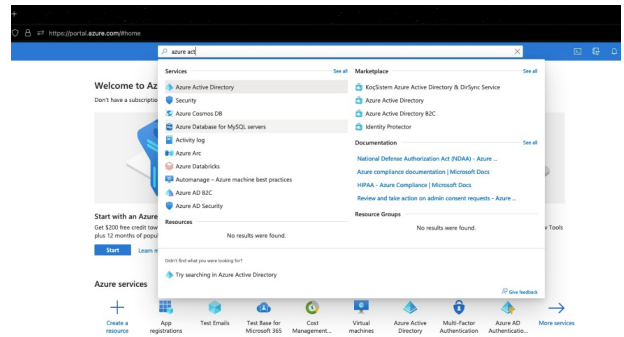 https://portal.azure.com/#home
azure act
Services
See all
Marketplace
See all
Azure Active Directory
Security
Azure Cosmos DB
Azure Database for MySQL servers
Activity log
Azure Arc
Azure Databricks
Automanage – Azure machine best practices
Azure AD B2C
Azure AD Security
KoçSistem Azure Active Directory & DirSync Service
Azure Active Directory
Azure Active Directory B2C
Identity Protector
Documentation
See all
National Defense Authorization Act (NDAA) - Azure ...
Azure compliance documentation | Microsoft Docs
HIPAA - Azure Compliance | Microsoft Docs
Review and take action on admin consent requests - Azure ...
Resources
No results were found.
Resource Groups
No results were found.
Didn't find what you were looking for?
Try searching in Azure Active Directory
Give feedback
Welcome to Az
Don't have a subscriptio
Start with an Azure
Get $200 free credit tow
plus 12 months of popul
Start
Learn m
v Tools
Azure services
Create a
resource
App
registrations
Test Emails
Test Base for
Microsoft 365
Cost
Management...
Virtual
machines
Azure Active
Directory
Multi-Factor
Authentication
Azure AD
Authenticatio...
More services